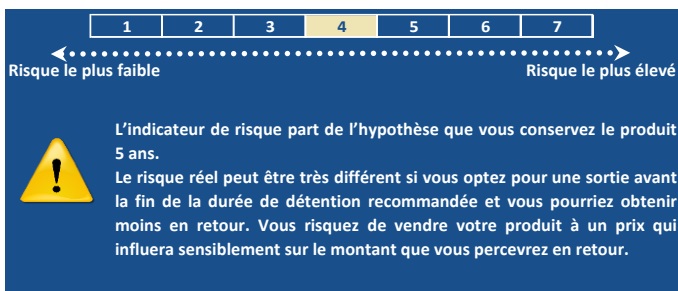 1 2 3 4 5 6 7
Risque le plus faible Risque le plus élevé
L’indicateur de risque part de l’hypothèse que vous conservez le produit
5 ans.
Le risque réel peut être très différent si vous optez pour une sortie avant
la fin de la durée de détention recommandée et vous pourriez obtenir
moins en retour. Vous risquez de vendre votre produit à un prix qui
influera sensiblement sur le montant que vous percevrez en retour.